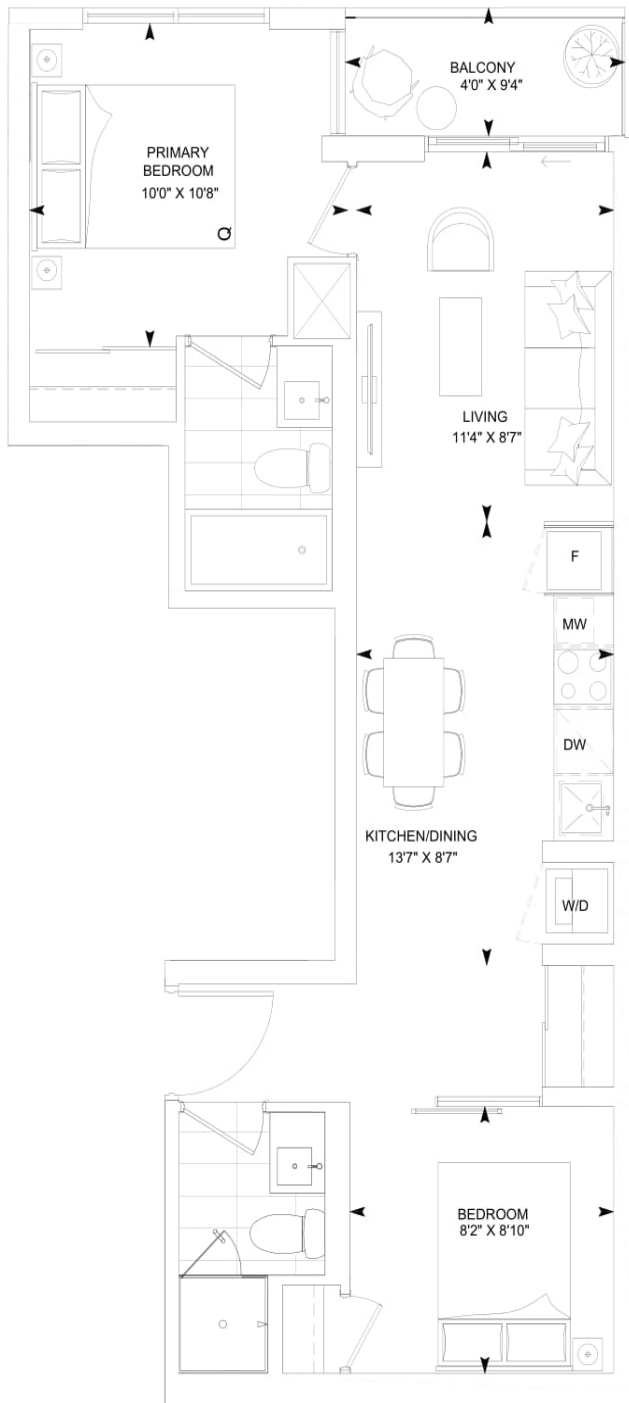 BALCONY
4'0" X 9'4"
PRIMARY
BEDROOM
10'0" X 10'8"
Q
LIVING
11'4" X 8'7"
F
MW
DW
KITCHEN/DINING
13'7" X 8'7"
W/D
BEDROOM
8'2" X 8'10"